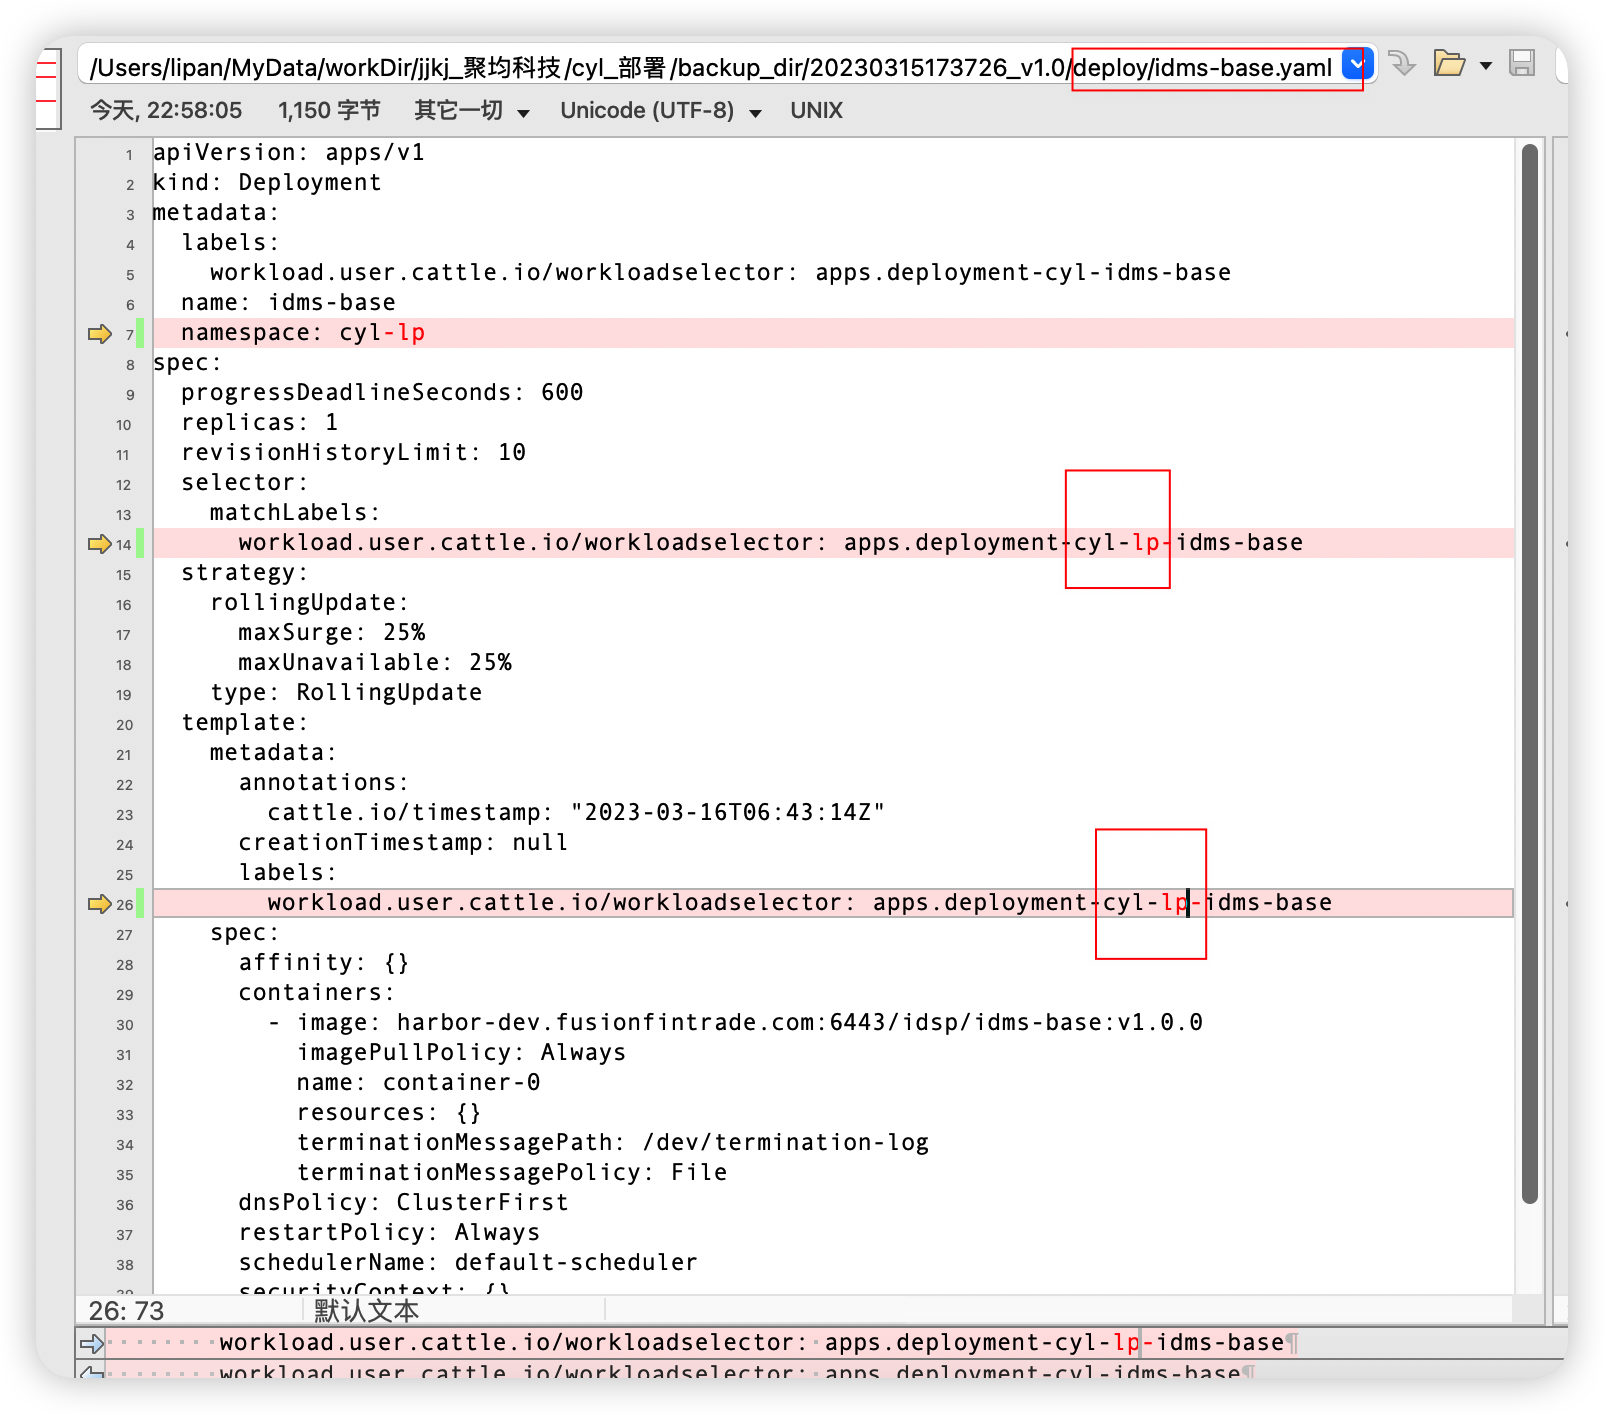 /Users/lipan/MyData/workDir/jjkj_聚均科技/cyl_部署/backup_dir/20230315173726_v1.0/deploy/idms-base.yaml
今天, 22:58:05 1,150 字节 其它一切 Unicode (UTF-8) UNIX
1 apiVersion: apps/v1
2 kind: Deployment
3 metadata:
4 labels:
5 workload.user.cattle.io/workloadselector: apps.deployment-cyl-idms-base
6 name: idms-base
7 namespace: cyl-lp
8 spec:
9 progressDeadlineSeconds: 600
10 replicas: 1
11 revisionHistoryLimit: 10
12 selector:
13 matchLabels:
14 workload.user.cattle.io/workloadselector: apps.deployment-cyl-lp-idms-base
15 strategy:
16 rollingUpdate:
17 maxSurge: 25%
18 maxUnavailable: 25%
19 type: RollingUpdate
20 template:
21 metadata:
22 annotations:
23 cattle.io/timestamp: "2023-03-16T06:43:14Z"
24 creationTimestamp: null
25 labels:
26 workload.user.cattle.io/workloadselector: apps.deployment-cyl-lp-idms-base
27 spec:
28 affinity: {}
29 containers:
30 - image: harbor-dev.fusionfintrade.com:6443/idsp/idms-base:v1.0.0
31 imagePullPolicy: Always
32 name: container-0
33 resources: {}
34 terminationMessagePath: /dev/termination-log
35 terminationMessagePolicy: File
36 dnsPolicy: ClusterFirst
37 restartPolicy: Always
38 schedulerName: default-scheduler
39 securityContext: {}
26: 73 默认文本
workload.user.cattle.io/workloadselector: apps.deployment-cyl-lp-idms-base¶
workload.user.cattle.io/workloadselector: apps.deployment-cyl-idms-base¶